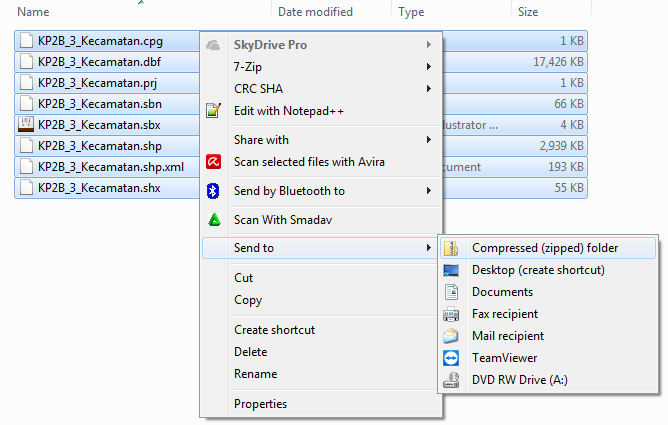 Name Date modified Type Size
KP2B_3_Kecamatan.cpg 1 KB
KP2B_3_Kecamatan.dbf 17,426 KB
KP2B_3_Kecamatan.prj 1 KB
KP2B_3_Kecamatan.sbn 66 KB
KP2B_3_Kecamatan.sbx lustrator ... 4 KB
KP2B_3_Kecamatan.shp 2,939 KB
KP2B_3_Kecamatan.shp.xml cument 193 KB
KP2B_3_Kecamatan.shx 55 KB
SkyDrive Pro
7-Zip
CRC SHA
Edit with Notepad++
Share with
Scan selected files with Avira
Send by Bluetooth to
Scan With Smadav
Send to
Cut
Copy
Create shortcut
Delete
Rename
Properties
Compressed (zipped) folder
Desktop (create shortcut)
Documents
Fax recipient
Mail recipient
TeamViewer
DVD RW Drive (A:)